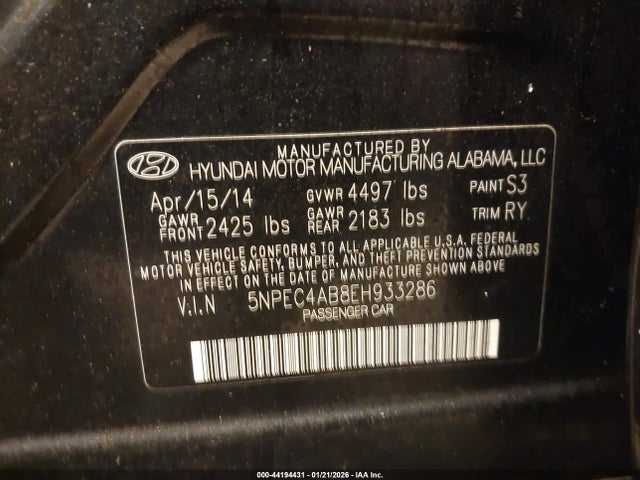 MANUFACTURED BY
HYUNDAI MOTOR MANUFACTURING ALABAMA, LLC
Apr/15/14 GVWR 4497 lbs PAINT S3
GAWR FRONT 2425 lbs GAWR REAR 2183 lbs TRIM RY
THIS VEHICLE CONFORMS TO ALL APPLICABLE U.S.A. FEDERAL
MOTOR VEHICLE SAFETY, BUMPER, AND THEFT PREVENTION STANDARDS
IN EFFECT ON THE DATE OF MANUFACTURE SHOWN ABOVE
V.I.N 5NPEC4AB8EH933286
PASSENGER CAR
000-44194431 - 01/21/2026 - IAA Inc.